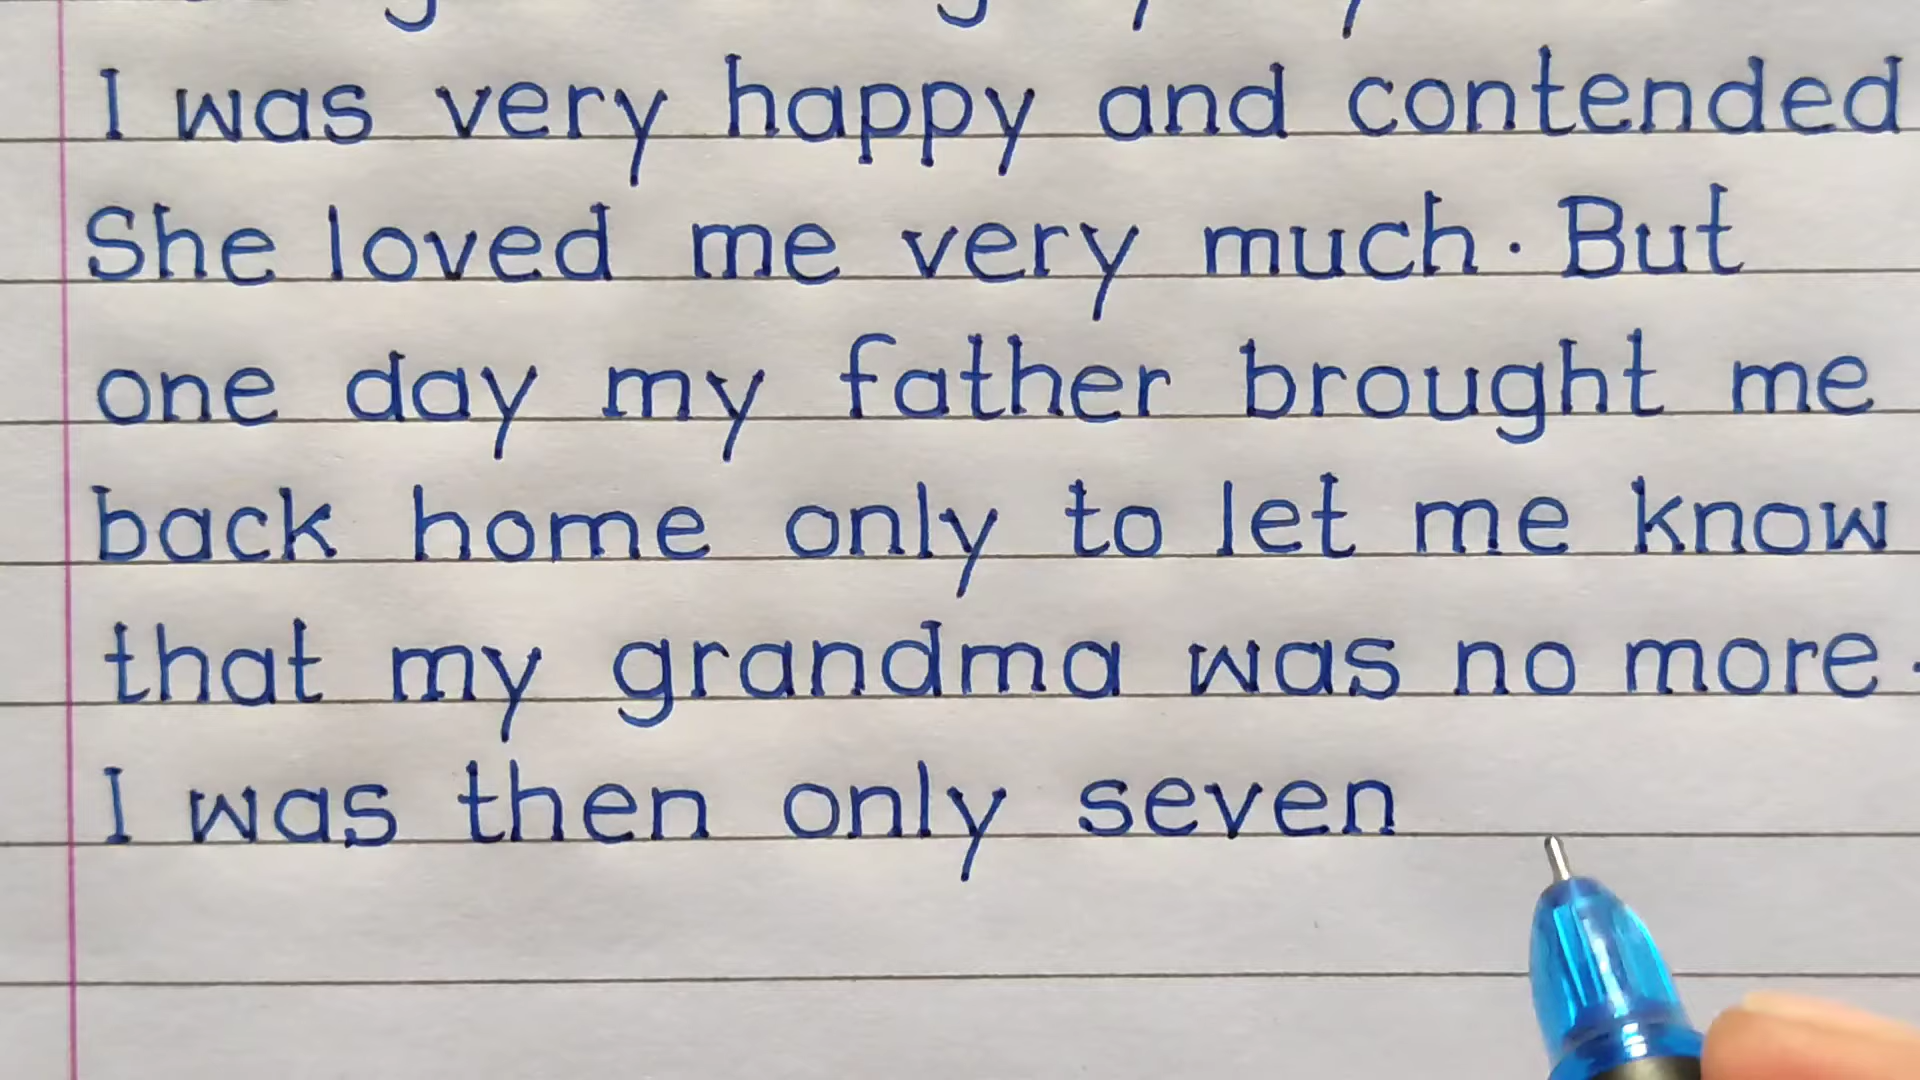 I was very happy and contended
She loved me very much. But
one day my father brought me
back home only to let me know
that my grandma was no more.
I was then only seven